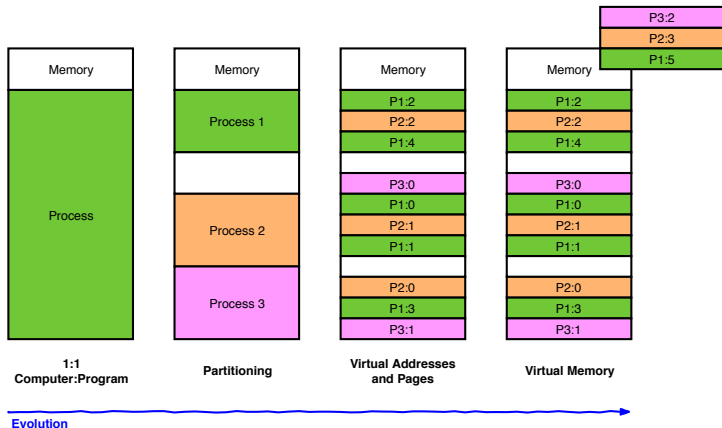 P3:2
P2:3
P1:5
Memory
Process
1:1
Computer:Program
Memory
Process 1
Process 2
Process 3
Partitioning
Memory
P1:2
P2:2
P1:4
P3:0
P1:0
P2:1
P1:1
P2:0
P1:3
P3:1
Virtual Addresses
and Pages
Memory
P1:2
P2:2
P1:4
P3:0
P1:0
P2:1
P1:1
P2:0
P1:3
P3:1
Virtual Memory
Evolution